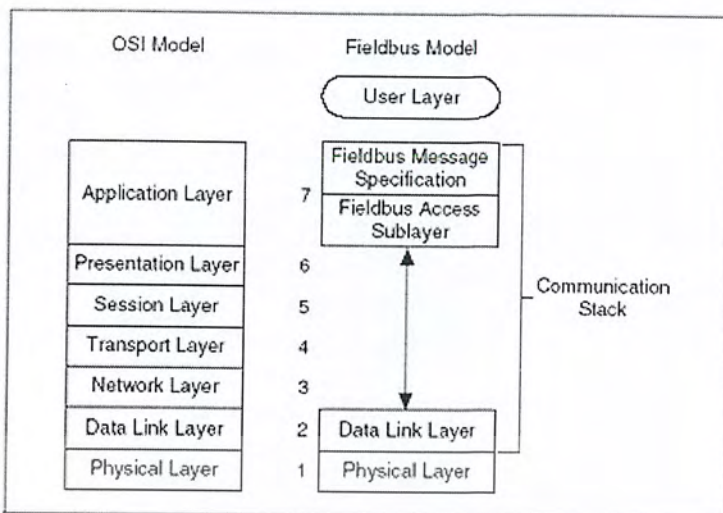 OSI Model
Fieldbus Model
User Layer
Application Layer
7
Fieldbus Message
Specification
Fieldbus Access
Sublayer
Presentation Layer
6
Session Layer
5
Communication
Stack
Transport Layer
4
Network Layer
3
Data Link Layer
2
Data Link Layer
Physical Layer
1
Physical Layer